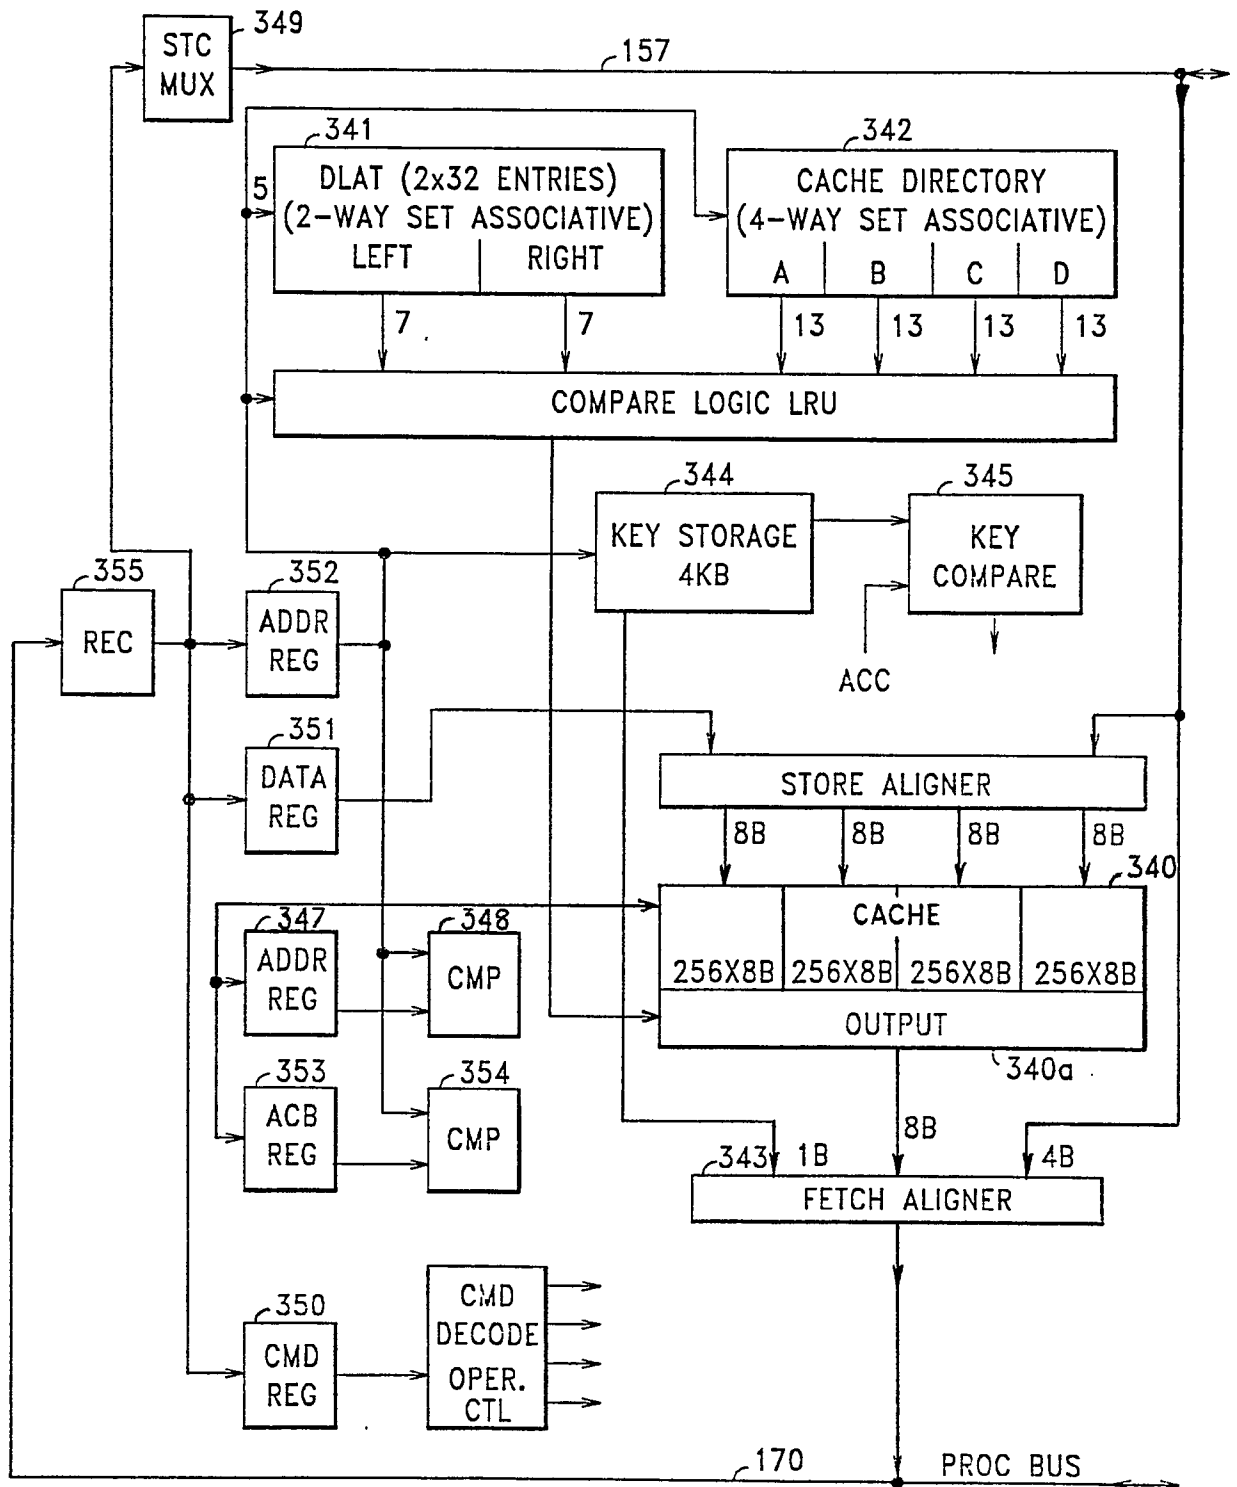 349
STC
MUX
157
341
DLAT (2x32 ENTRIES)
(2-WAY SET ASSOCIATIVE)
LEFT
RIGHT
5
342
CACHE DIRECTORY
(4-WAY SET ASSOCIATIVE)
A
B
C
D
7
7
13
13
13
13
COMPARE LOGIC LRU
344
KEY STORAGE
4KB
345
KEY
COMPARE
ACC
355
REC
352
ADDR
REG
351
DATA
REG
STORE ALIGNER
8B
8B
8B
8B
340
CACHE
256X8B
256X8B
256X8B
256X8B
OUTPUT
340a
347
ADDR
REG
348
CMP
353
ACB
REG
354
CMP
343
1B
8B
4B
FETCH ALIGNER
350
CMD
REG
CMD
DECODE
OPER.
CTL
170
PROC BUS